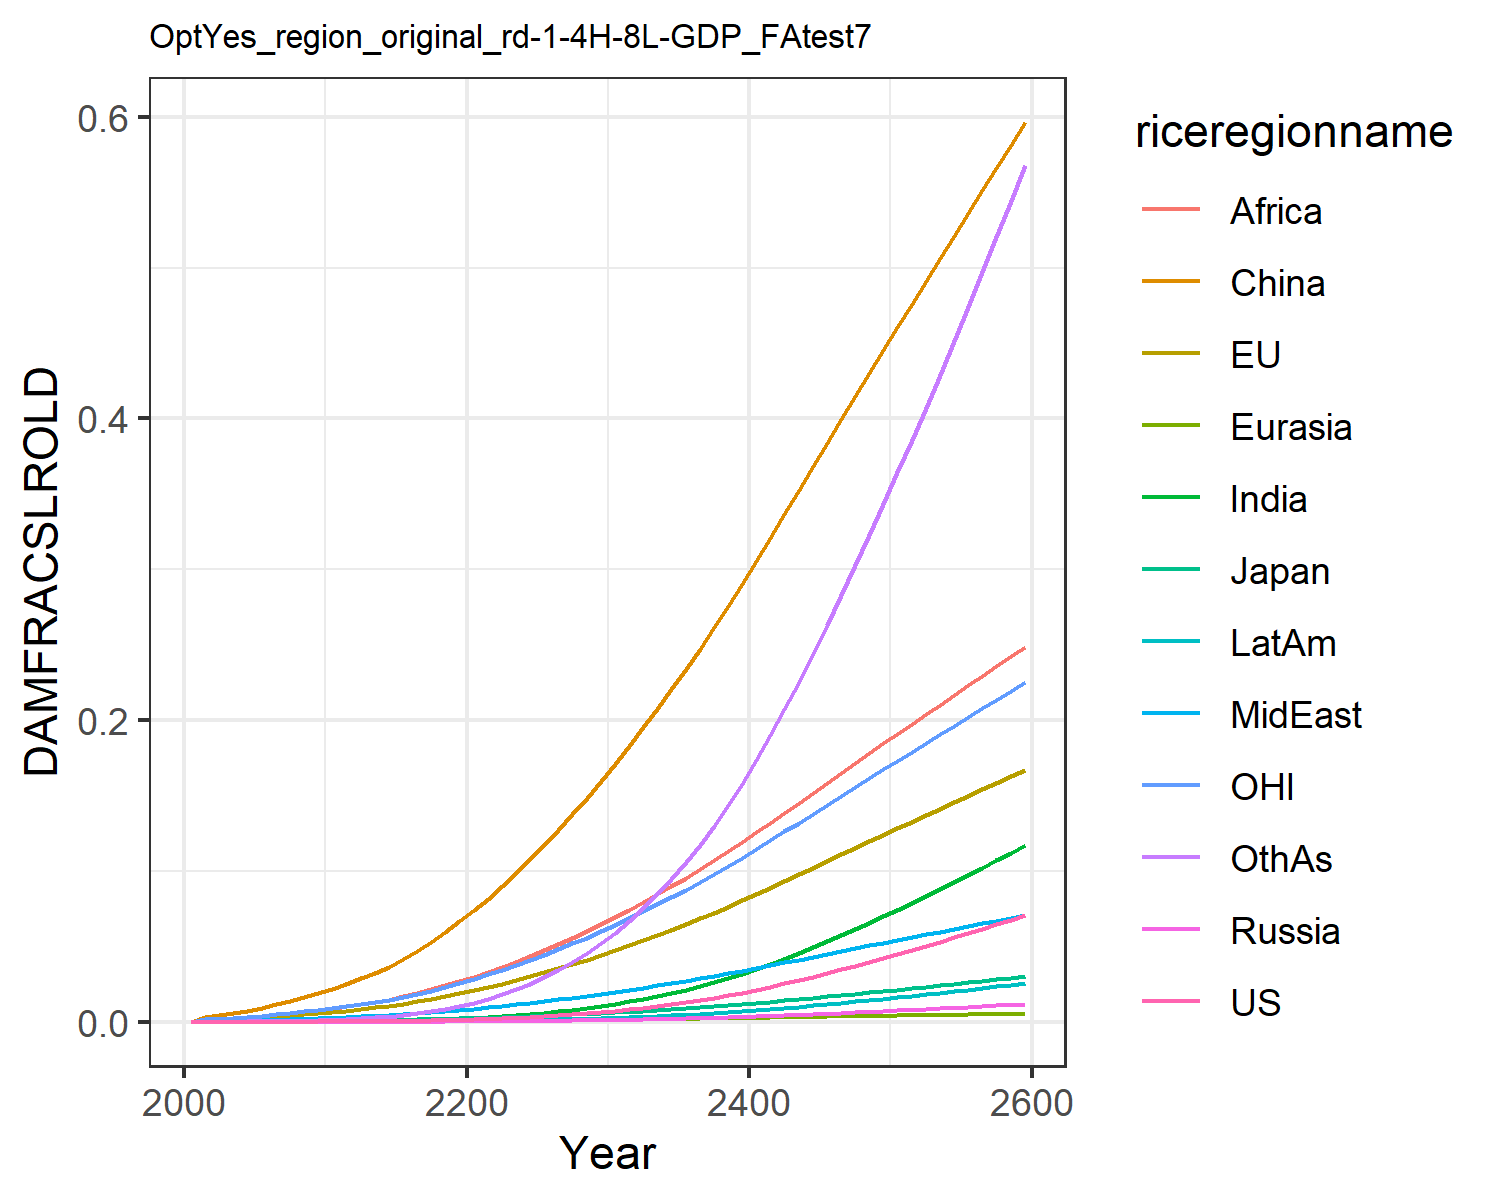 OptYes_region_original_rd-1-4H-8L-GDP_FAtest7
DAMFRACSLROLD
0.6
0.4
0.2
0.0
2000 2200 2400 2600
Year
riceregionname
Africa
China
EU
Eurasia
India
Japan
LatAm
MidEast
OHI
OthAs
Russia
US